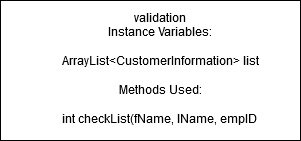 validation
Instance Variables:
ArrayList<CustomerInformation> list
Methods Used:
int checkList(fName, lName, empID